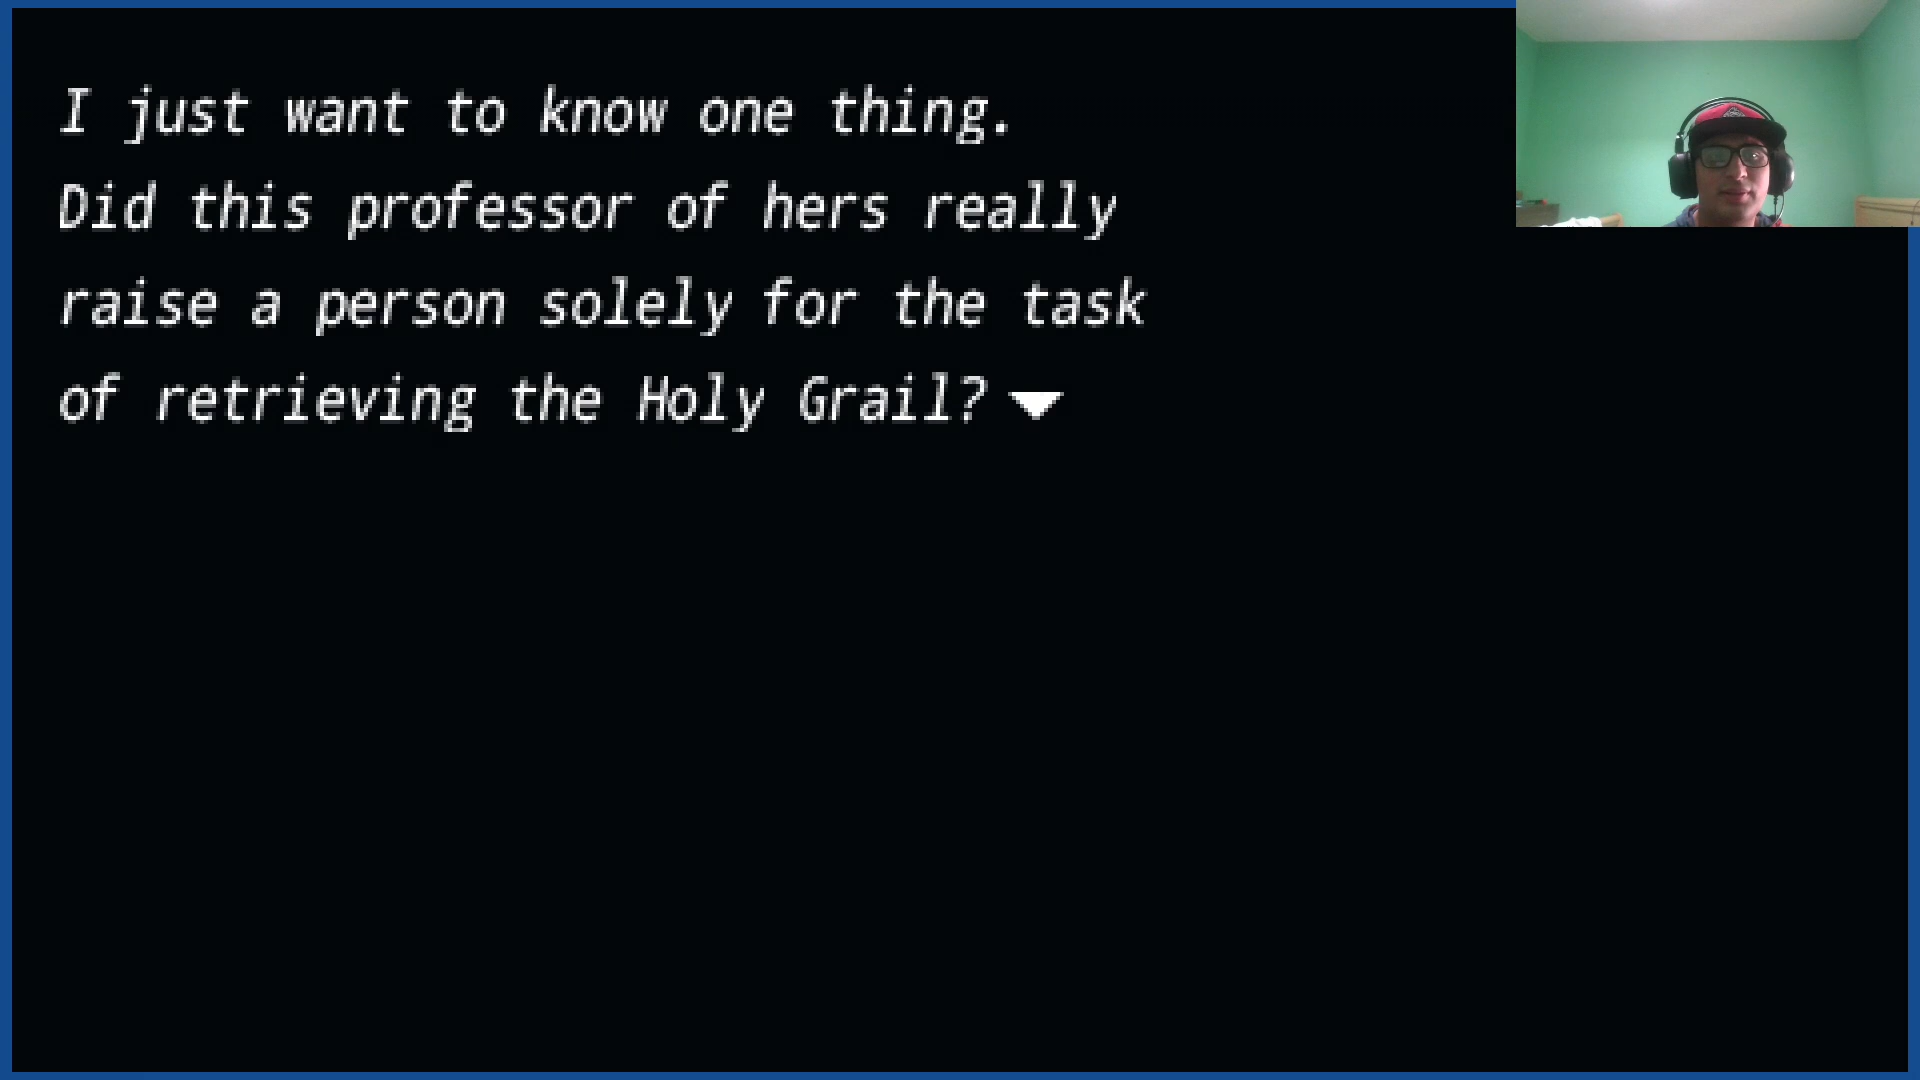 I just want to know one thing.
Did this professor of hers really
raise a person solely for the task
of retrieving the Holy Grail?